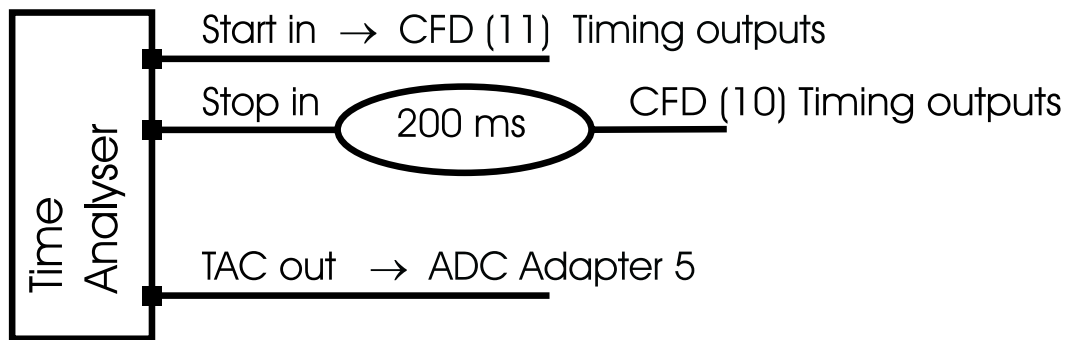 Start in → CFD (11) Timing outputs
Stop in
200 ms
CFD (10) Timing outputs
Time
Analyser
TAC out → ADC Adapter 5